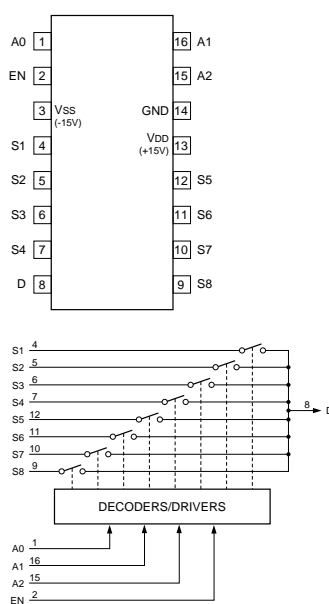 A0 1 16 A1
EN 2 15 A2
3 VSS (-15V) GND 14
S1 4 VDD (+15V) 13
S2 5 12 S5
S3 6 11 S6
S4 7 10 S7
D 8 9 S8
S1 4
S2 5
S3 6
S4 7
S5 12
S6 11
S7 10
S8 9
8 D
DECODERS/DRIVERS
A0 1
A1 16
A2 15
EN 2